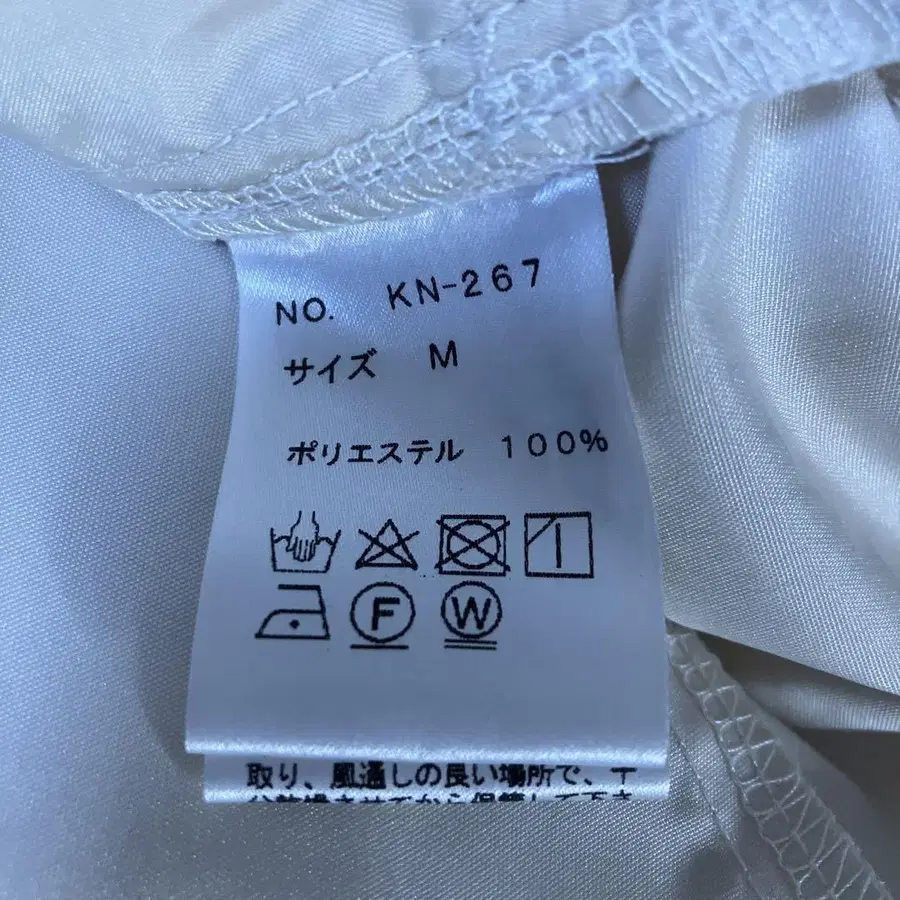 NO. KN-267
サイズ M
ポリエステル 100%
F W
取り、風通しの良い場所で、